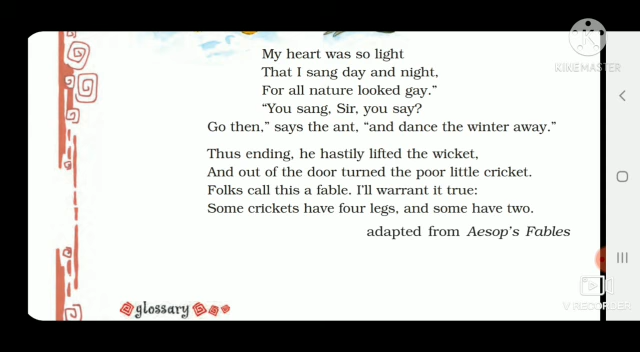 My heart was so light
That I sang day and night,
For all nature looked gay.”
“You sang, Sir, you say?
Go then,” says the ant, “and dance the winter away.”
Thus ending, he hastily lifted the wicket,
And out of the door turned the poor little cricket.
Folks call this a fable. I'll warrant it true:
Some crickets have four legs, and some have two.
adapted from Aesop's Fables
glossary
KINEMASTER
V RECORDER